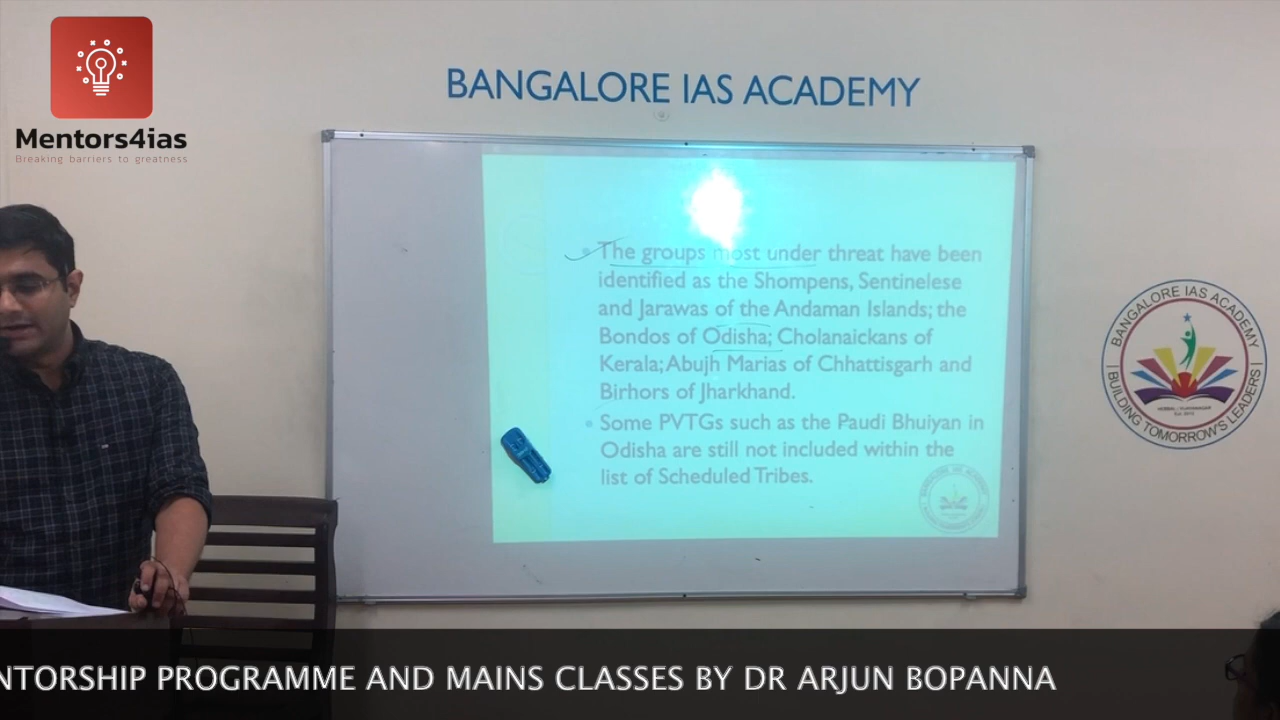 Mentors4ias
Breaking barriers to greatness
BANGALORE IAS ACADEMY
The groups most under threat have been
identified as the Shompens, Sentinelese
and Jarawas of the Andaman Islands; the
Bondos of Odisha; Cholanaickans of
Kerala; Abujh Marias of Chhattisgarh and
Birhors of Jharkhand.
Some PVTGs such as the Paudi Bhuiyan in
Odisha are still not included within the
list of Scheduled Tribes.
BANGALORE IAS ACADEMY
BUILDING TOMORROW'S LEADERS
NTORSHIP PROGRAMME AND MAINS CLASSES BY DR ARJUN BOPANNA